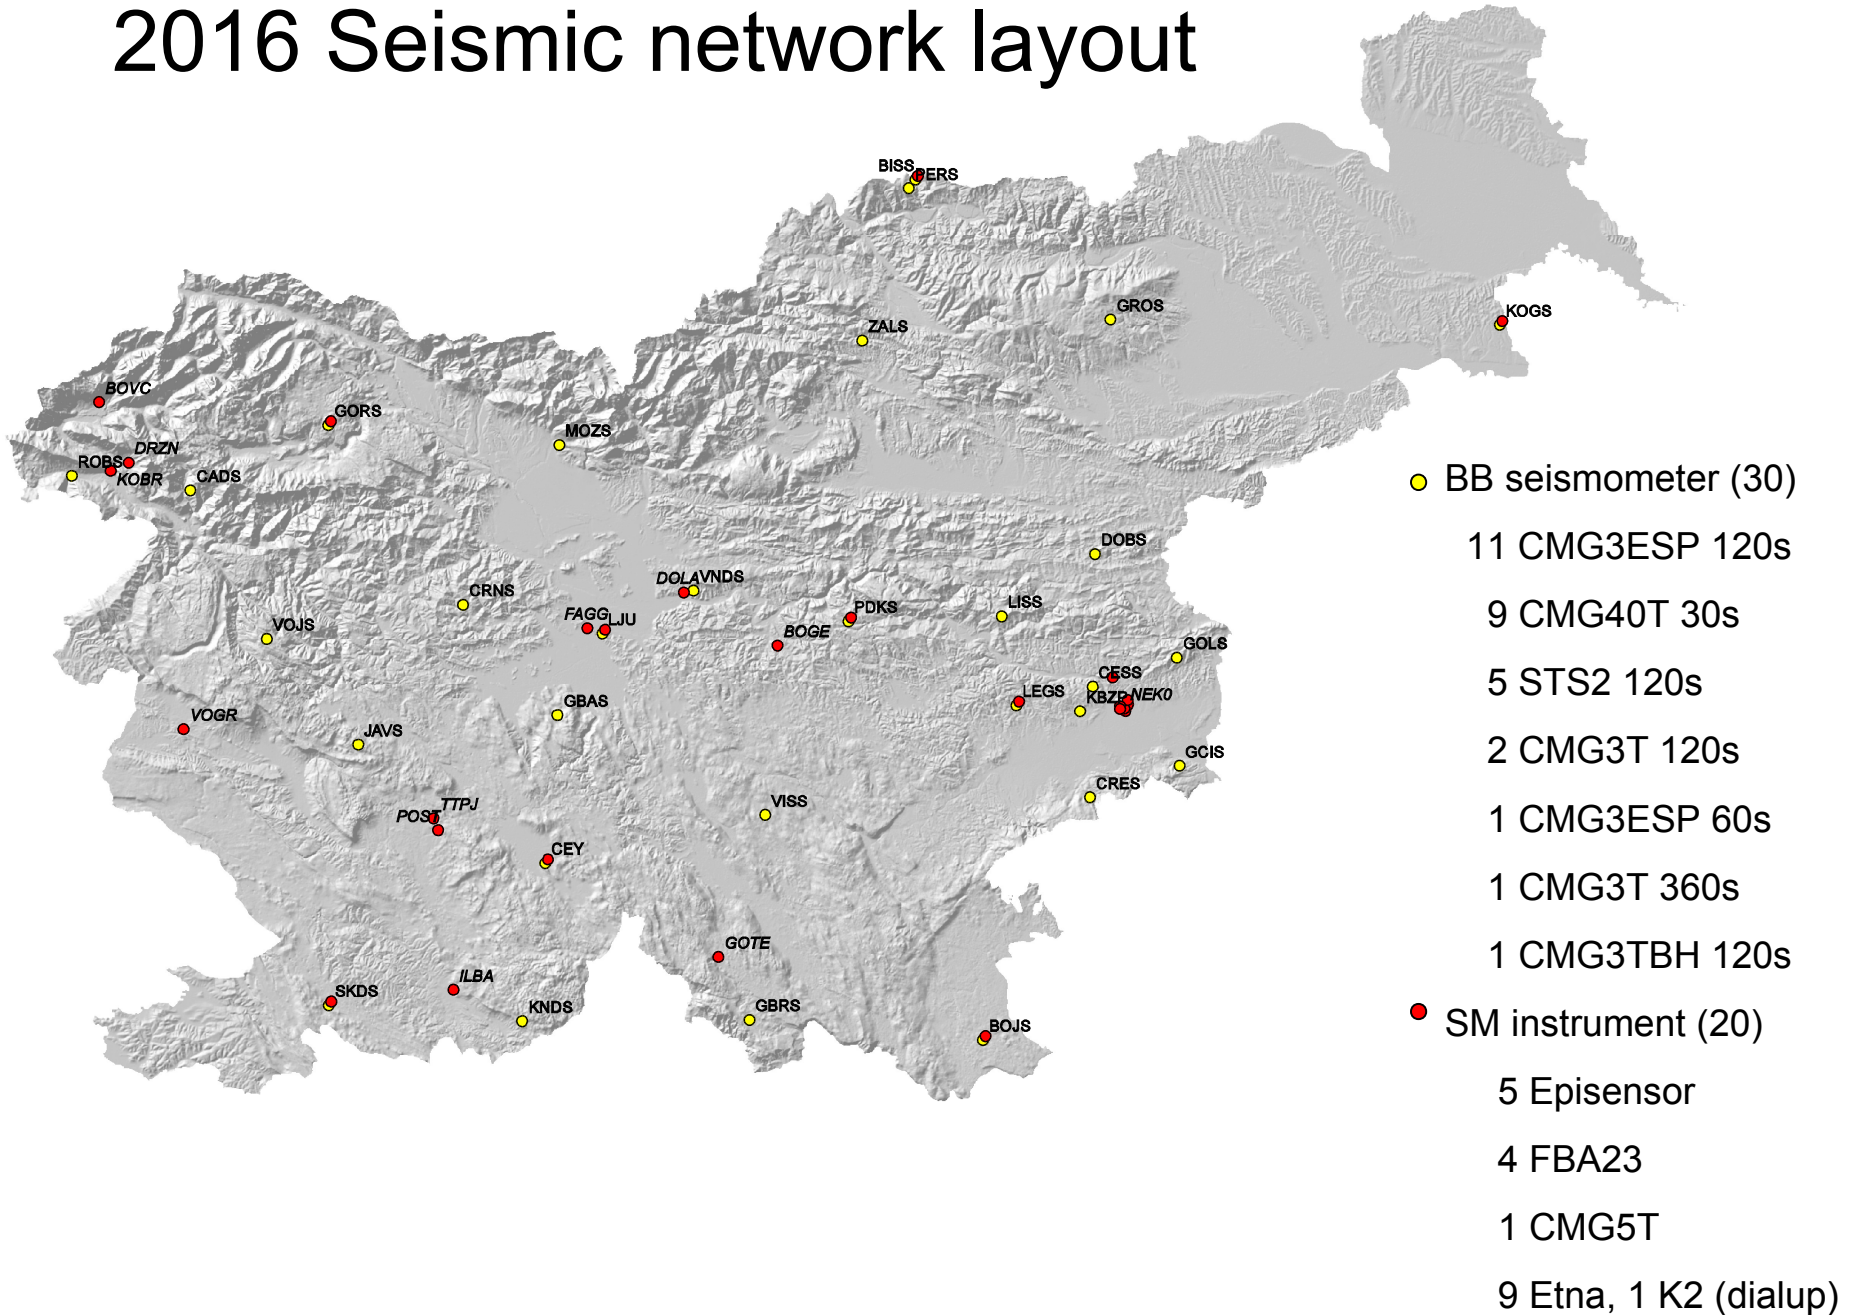 2016 Seismic network layout
BISS
PERS
GROS
KOGS
ZALS
BOVC
GORS
MOZS
DRZN
ROBS
KOBR
CADS
DOBS
DOLA
VNDS
CRNS
FAGG
LJU
PDKS
LISS
VOJS
BOGE
GOLS
CESS
LEGS
NEK0
GBAS
VOGR
JAVS
GCIS
CRES
VISS
TTPJ
POST
CEY
GOTE
ILBA
SKDS
KNDS
GBRS
BOJS
BB seismometer (30)
11 CMG3ESP 120s
9 CMG40T 30s
5 STS2 120s
2 CMG3T 120s
1 CMG3ESP 60s
1 CMG3T 360s
1 CMG3TBH 120s
SM instrument (20)
5 Episensor
4 FBA23
1 CMG5T
9 Etna, 1 K2 (dialup)